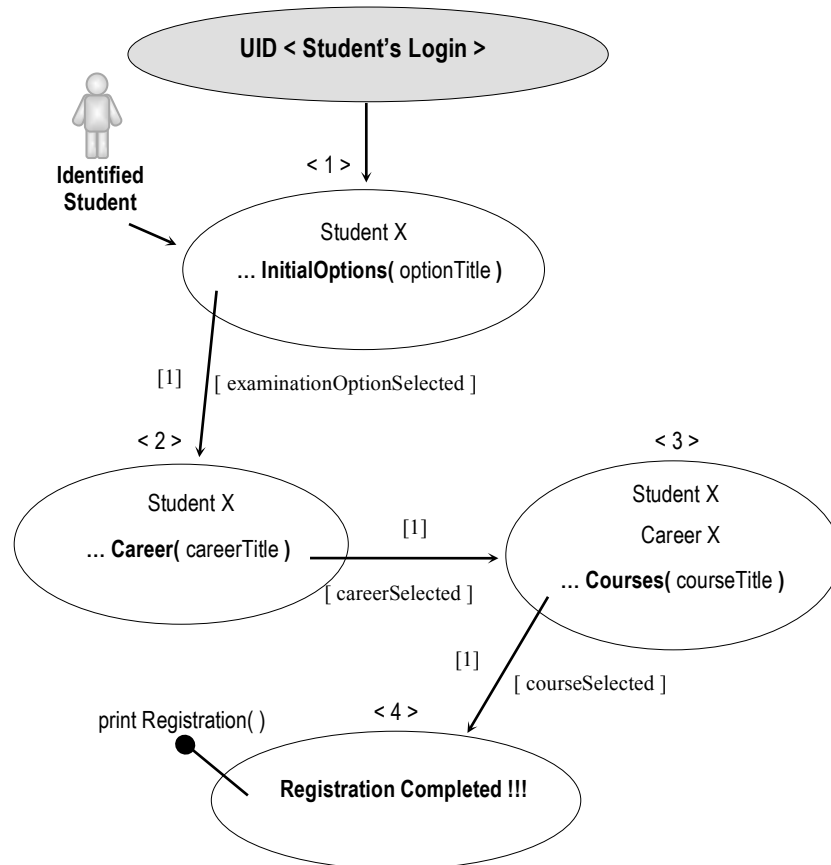 UID < Student's Login >
< 1 >
Identified
Student
Student X
... InitialOptions( optionTitle )
[1]
[ examinationOptionSelected ]
< 2 >
Student X
... Career( careerTitle )
[1]
[ careerSelected ]
< 3 >
Student X
Career X
... Courses( courseTitle )
[1]
[ courseSelected ]
< 4 >
print Registration( )
Registration Completed !!!